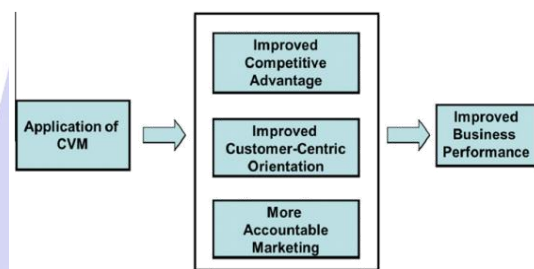 Application of
CVM
Improved
Competitive
Advantage
Improved
Customer-Centric
Orientation
More
Accountable
Marketing
Improved
Business
Performance